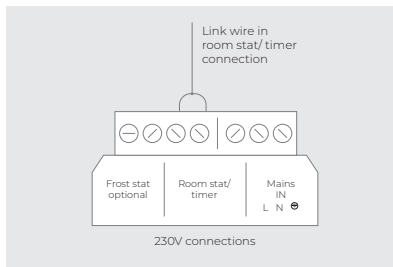 Link wire in
room stat/ timer
connection
Frost stat
optional
Room stat/
timer
Mains
IN
L N
230V connections